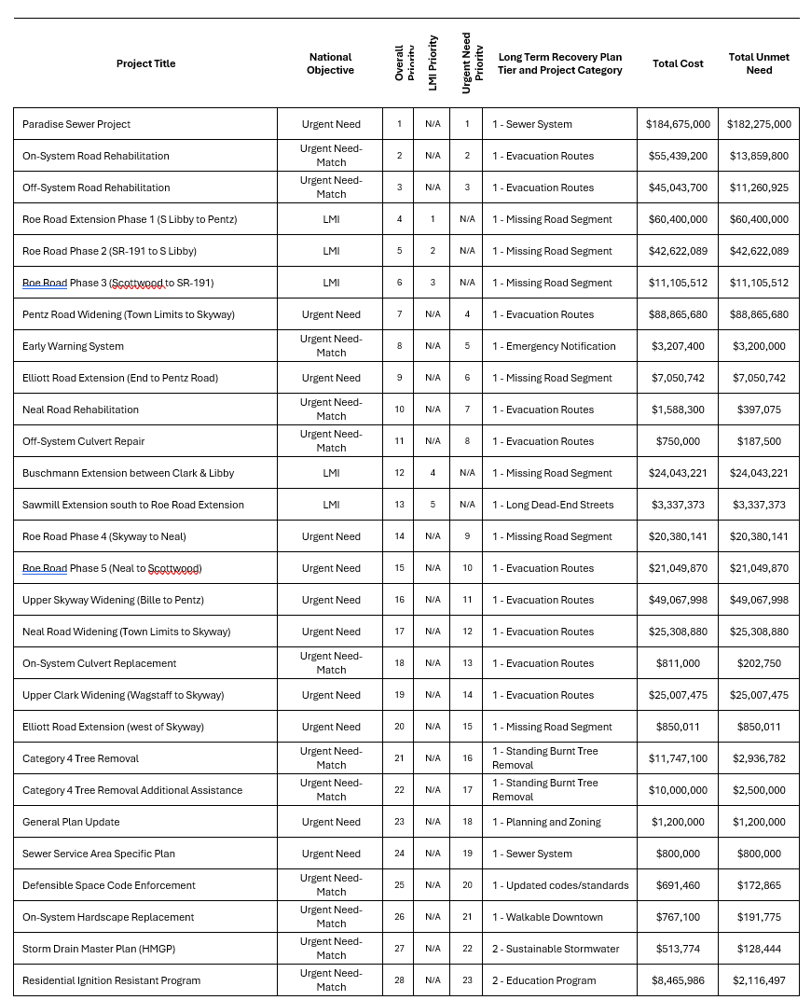 Project Title National Objective Overall Priority LMI Priority Urgent Need Priority Long Term Recovery Plan Tier and Project Category Total Cost Total Unmet Need
Paradise Sewer Project Urgent Need 1 N/A 1 1 - Sewer System $184,675,000 $182,275,000
On-System Road Rehabilitation Urgent Need-Match 2 N/A 2 1 - Evacuation Routes $55,439,200 $13,859,800
Off-System Road Rehabilitation Urgent Need-Match 3 N/A 3 1 - Evacuation Routes $45,043,700 $11,260,925
Roe Road Extension Phase 1 (S Libby to Pentz) LMI 4 1 N/A 1 - Missing Road Segment $60,400,000 $60,400,000
Roe Road Phase 2 (SR-191 to S Libby) LMI 5 2 N/A 1 - Missing Road Segment $42,622,089 $42,622,089
Roe Road Phase 3 (Scottwood to SR-191) LMI 6 3 N/A 1 - Missing Road Segment $11,105,512 $11,105,512
Pentz Road Widening (Town Limits to Skyway) Urgent Need 7 N/A 4 1 - Evacuation Routes $88,865,680 $88,865,680
Early Warning System Urgent Need-Match 8 N/A 5 1 - Emergency Notification $3,207,400 $3,200,000
Elliott Road Extension (End to Pentz Road) Urgent Need 9 N/A 6 1 - Missing Road Segment $7,050,742 $7,050,742
Neal Road Rehabilitation Urgent Need-Match 10 N/A 7 1 - Evacuation Routes $1,588,300 $397,075
Off-System Culvert Repair Urgent Need-Match 11 N/A 8 1 - Evacuation Routes $750,000 $187,500
Buschmann Extension between Clark & Libby LMI 12 4 N/A 1 - Missing Road Segment $24,043,221 $24,043,221
Sawmill Extension south to Roe Road Extension LMI 13 5 N/A 1 - Long Dead-End Streets $3,337,373 $3,337,373
Roe Road Phase 4 (Skyway to Neal) Urgent Need 14 N/A 9 1 - Missing Road Segment $20,380,141 $20,380,141
Roe Road Phase 5 (Neal to Scottwood) Urgent Need 15 N/A 10 1 - Evacuation Routes $21,049,870 $21,049,870
Upper Skyway Widening (Bille to Pentz) Urgent Need 16 N/A 11 1 - Evacuation Routes $49,067,998 $49,067,998
Neal Road Widening (Town Limits to Skyway) Urgent Need 17 N/A 12 1 - Evacuation Routes $25,308,880 $25,308,880
On-System Culvert Replacement Urgent Need-Match 18 N/A 13 1 - Evacuation Routes $811,000 $202,750
Upper Clark Widening (Wagstaff to Skyway) Urgent Need 19 N/A 14 1 - Evacuation Routes $25,007,475 $25,007,475
Elliott Road Extension (west of Skyway) Urgent Need 20 N/A 15 1 - Missing Road Segment $850,011 $850,011
Category 4 Tree Removal Urgent Need-Match 21 N/A 16 1 - Standing Burnt Tree Removal $11,747,100 $2,936,782
Category 4 Tree Removal Additional Assistance Urgent Need-Match 22 N/A 17 1 - Standing Burnt Tree Removal $10,000,000 $2,500,000
General Plan Update Urgent Need 23 N/A 18 1 - Planning and Zoning $1,200,000 $1,200,000
Sewer Service Area Specific Plan Urgent Need 24 N/A 19 1 - Sewer System $800,000 $800,000
Defensible Space Code Enforcement Urgent Need-Match 25 N/A 20 1 - Updated codes/standards $691,460 $172,865
On-System Hardscape Replacement Urgent Need-Match 26 N/A 21 1 - Walkable Downtown $767,100 $191,775
Storm Drain Master Plan (HMGP) Urgent Need-Match 27 N/A 22 2 - Sustainable Stormwater $513,774 $128,444
Residential Ignition Resistant Program Urgent Need-Match 28 N/A 23 2 - Education Program $8,465,986 $2,116,497